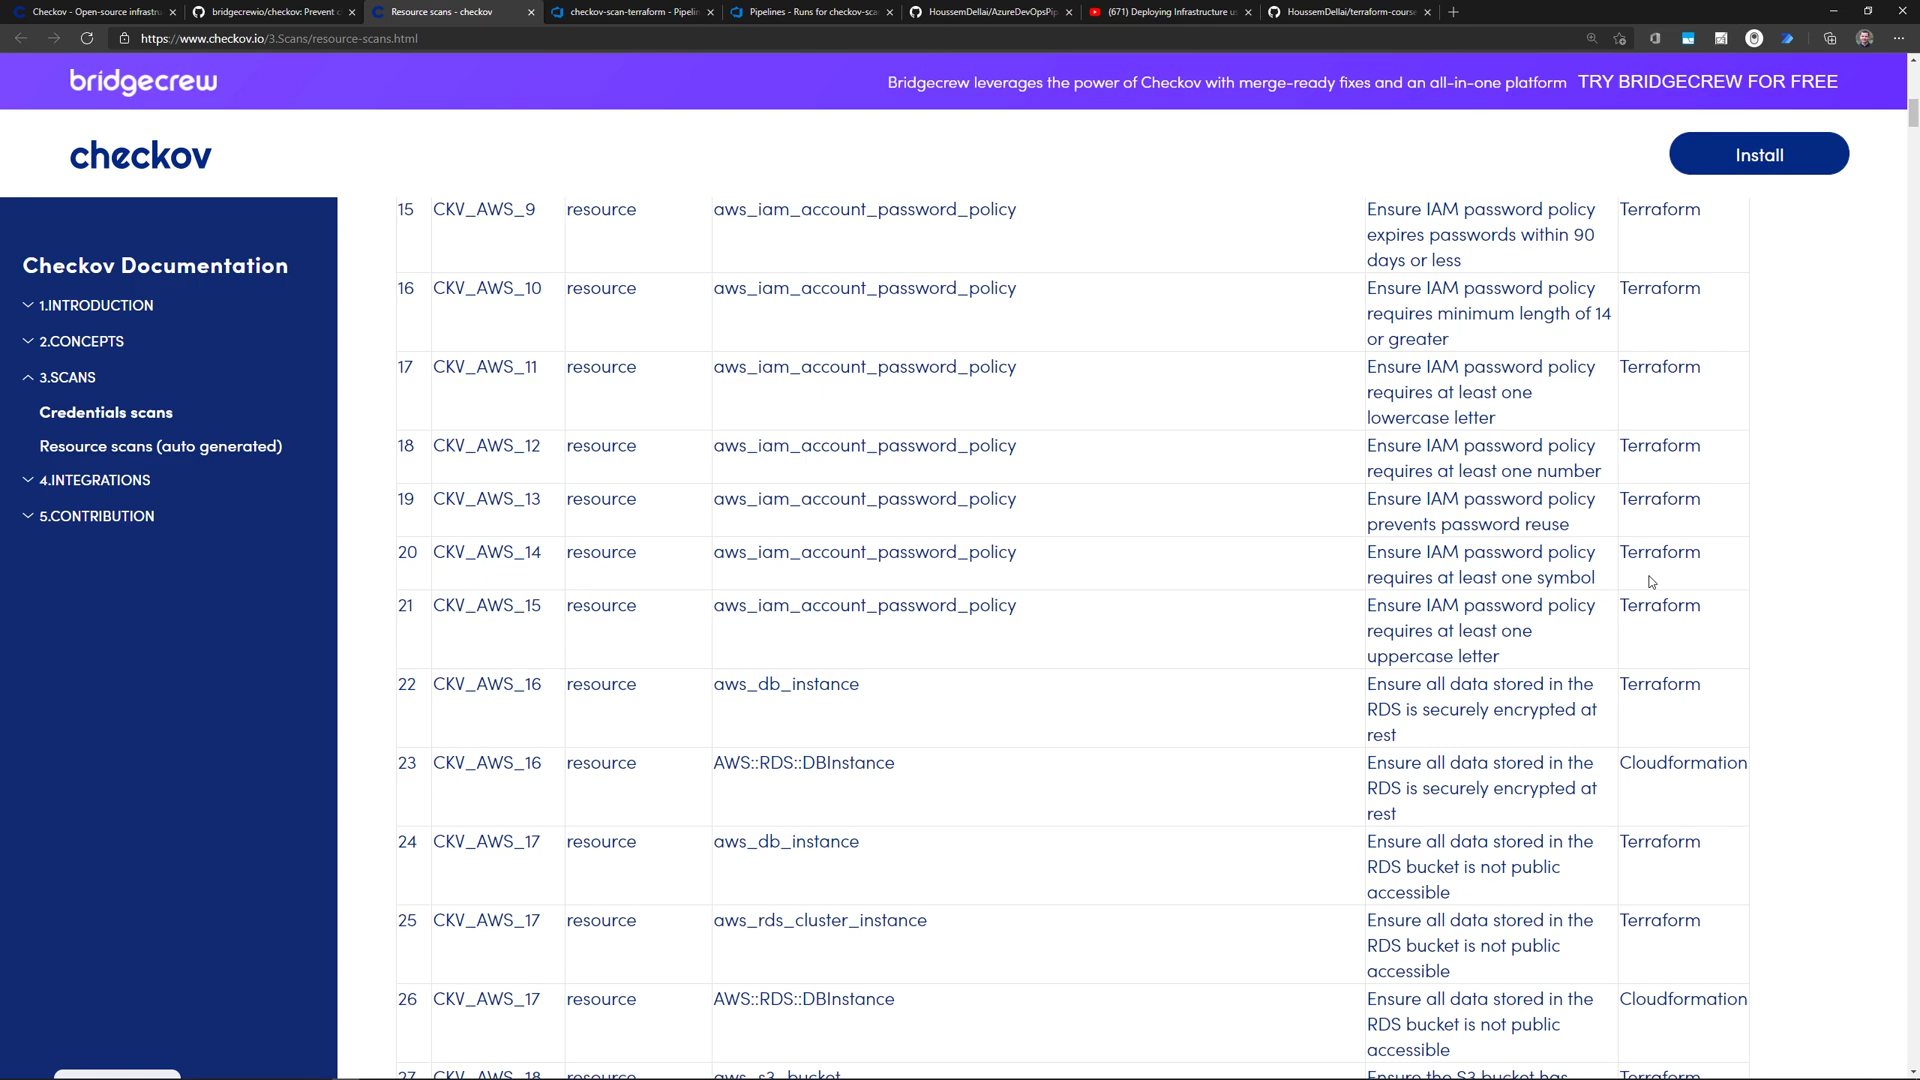 Checkov - Open-source infrastru
bridgecrewio/checkov: Prevent c
Resource scans - checkov
checkov-scan-terraform - Pipelin
Pipelines - Runs for checkov-sca
HoussemDellai/AzureDevOpsPip
(671) Deploying Infrastructure u
HoussemDellai/terraform-course
https://www.checkov.io/3.Scans/resource-scans.html
bridgecrew
Bridgecrew leverages the power of Checkov with merge-ready fixes and an all-in-one platform TRY BRIDGECREW FOR FREE
checkov
Install
Checkov Documentation
1.INTRODUCTION
2.CONCEPTS
3.SCANS
Credentials scans
Resource scans (auto generated)
4.INTEGRATIONS
5.CONTRIBUTION
15 CKV_AWS_9 resource aws_iam_account_password_policy Ensure IAM password policy Terraform
expires passwords within 90
days or less
16 CKV_AWS_10 resource aws_iam_account_password_policy Ensure IAM password policy Terraform
requires minimum length of 14
or greater
17 CKV_AWS_11 resource aws_iam_account_password_policy Ensure IAM password policy Terraform
requires at least one
lowercase letter
18 CKV_AWS_12 resource aws_iam_account_password_policy Ensure IAM password policy Terraform
requires at least one number
19 CKV_AWS_13 resource aws_iam_account_password_policy Ensure IAM password policy Terraform
prevents password reuse
20 CKV_AWS_14 resource aws_iam_account_password_policy Ensure IAM password policy Terraform
requires at least one symbol
21 CKV_AWS_15 resource aws_iam_account_password_policy Ensure IAM password policy Terraform
requires at least one
uppercase letter
22 CKV_AWS_16 resource aws_db_instance Ensure all data stored in the Terraform
RDS is securely encrypted at
rest
23 CKV_AWS_16 resource AWS::RDS::DBInstance Ensure all data stored in the Cloudformation
RDS is securely encrypted at
rest
24 CKV_AWS_17 resource aws_db_instance Ensure all data stored in the Terraform
RDS bucket is not public
accessible
25 CKV_AWS_17 resource aws_rds_cluster_instance Ensure all data stored in the Terraform
RDS bucket is not public
accessible
26 CKV_AWS_17 resource AWS::RDS::DBInstance Ensure all data stored in the Cloudformation
RDS bucket is not public
accessible
27 CKV_AWS_18 resource aws_s3_bucket Ensure the S3 bucket has Terraform